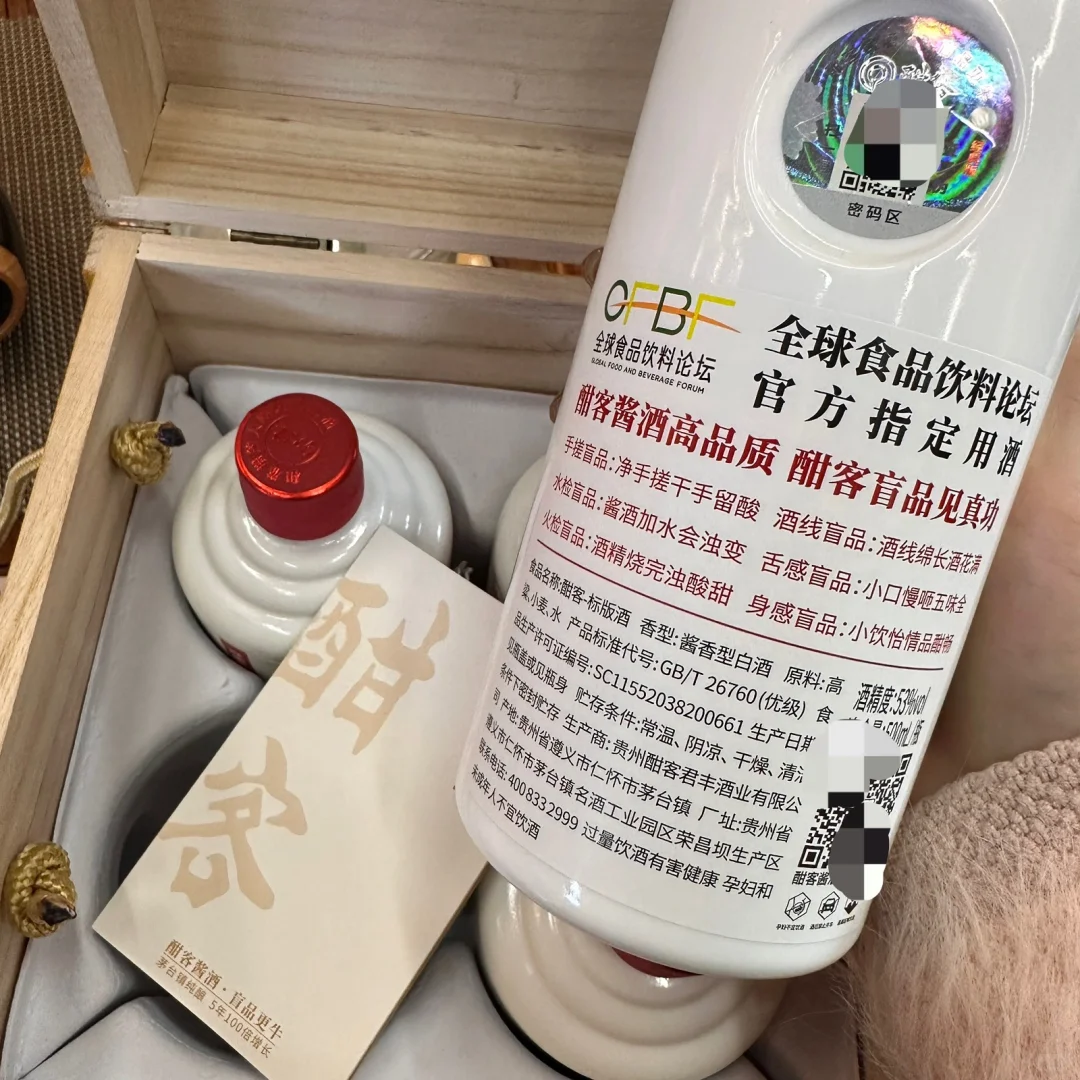 密码区
GFBF
全球食品饮料论坛
GLOBAL FOOD AND BEVERAGE FORUM
全球食品饮料论坛
官方指定用酒
酣客酱酒高品质 酣客盲品见真功
手搓盲品:净手搓干手留酸 酒线盲品:酒线绵长酒花满
水检盲品:酱酒加水会浊变 舌感盲品:小口慢咂五味全
火检盲品:酒精烧完浊酸甜 身感盲品:小饮怡情品酣畅
食品名称:酣客-标版酒 香型:酱香型白酒 原料:高
粱,小麦,水 产品标准代号:GB/T 26760(优级) 食
品生产许可证编号:SC11552038200661 生产日期
见瓶盖或见瓶身 贮存条件:常温、阴凉、干燥、清洁
条件下密封贮存 生产商:贵州酣客君丰酒业有限公
司 产地:贵州省遵义市仁怀市茅台镇 厂址:贵州省
遵义市仁怀市茅台镇名酒工业园区荣昌坝生产区
联系电话:4008332999 过量饮酒有害健康 孕妇和
未成年人不宜饮酒
酒精度:53%vol
500mL/瓶
酣客酱
酣客
酣客酱酒·盲品更牛
茅台镇纯酿 5年100倍增长